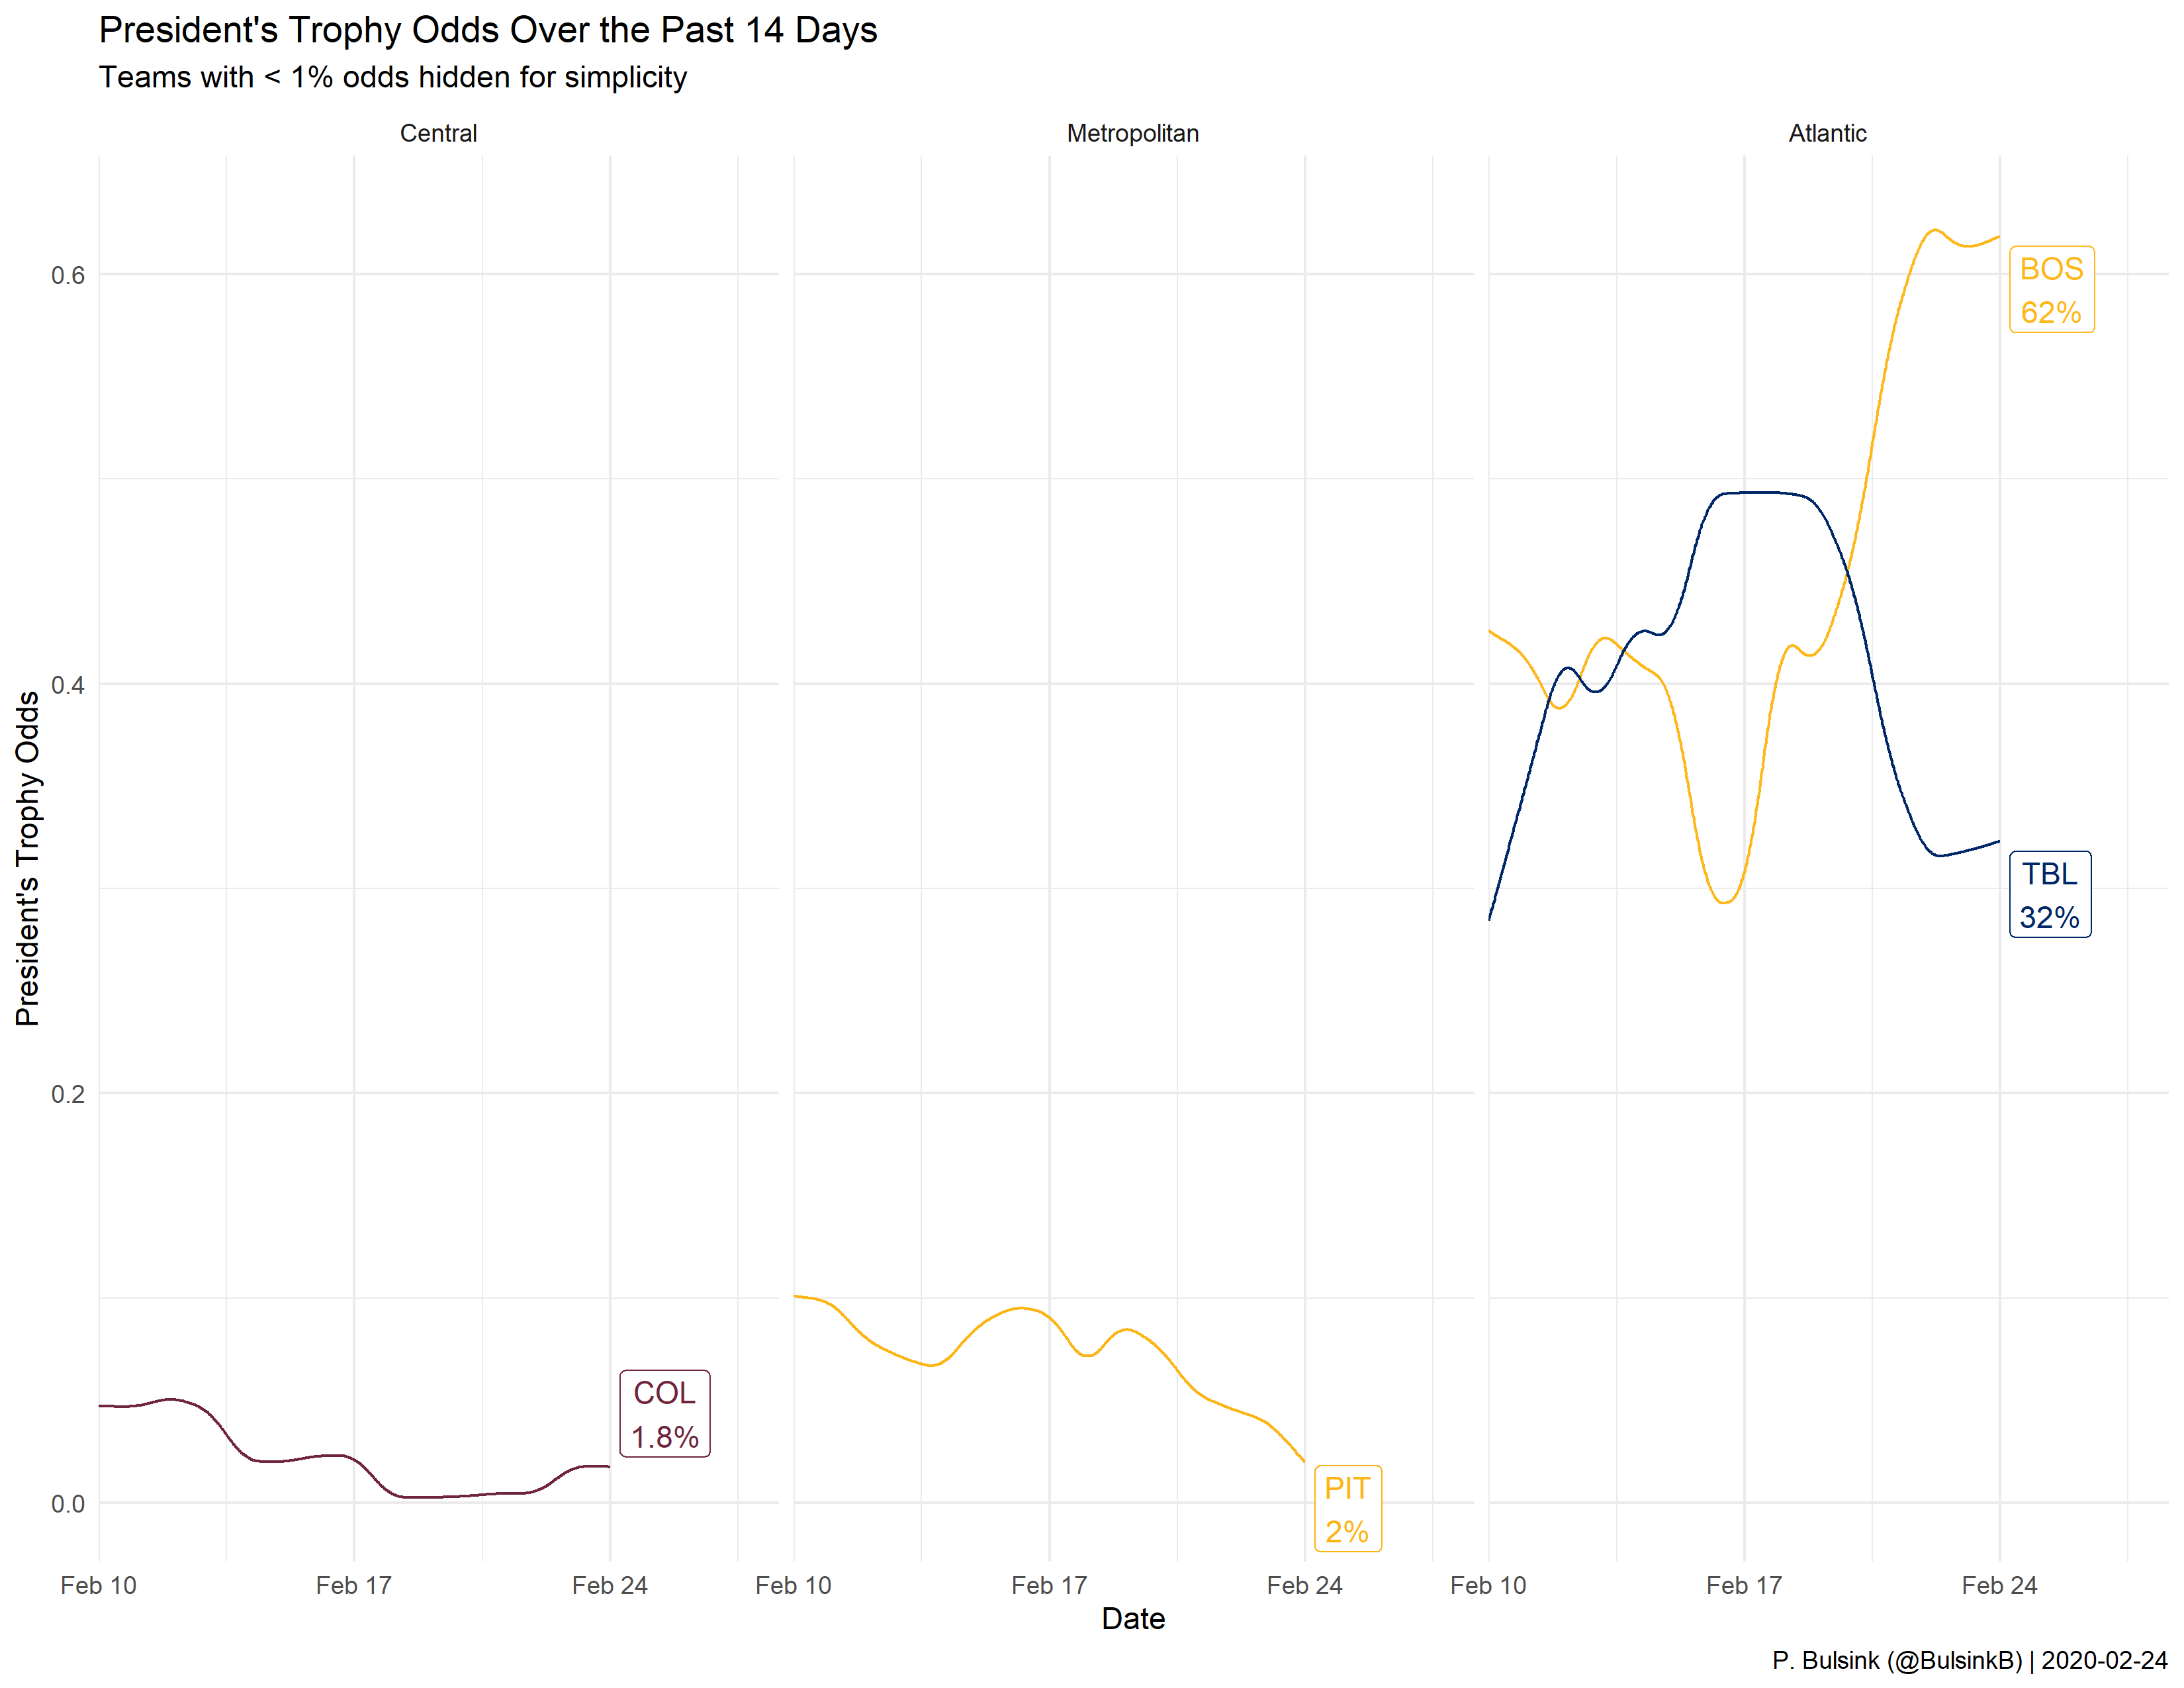 President's Trophy Odds Over the Past 14 Days
Teams with < 1% odds hidden for simplicity
Central
Metropolitan
Atlantic
President's Trophy Odds
0.6
0.4
0.2
0.0
BOS
62%
TBL
32%
COL
1.8%
PIT
2%
Feb 10
Feb 17
Feb 24
Feb 10
Feb 17
Feb 24
Feb 10
Feb 17
Feb 24
Date
P. Bulsink (@BulsinkB) | 2020-02-24